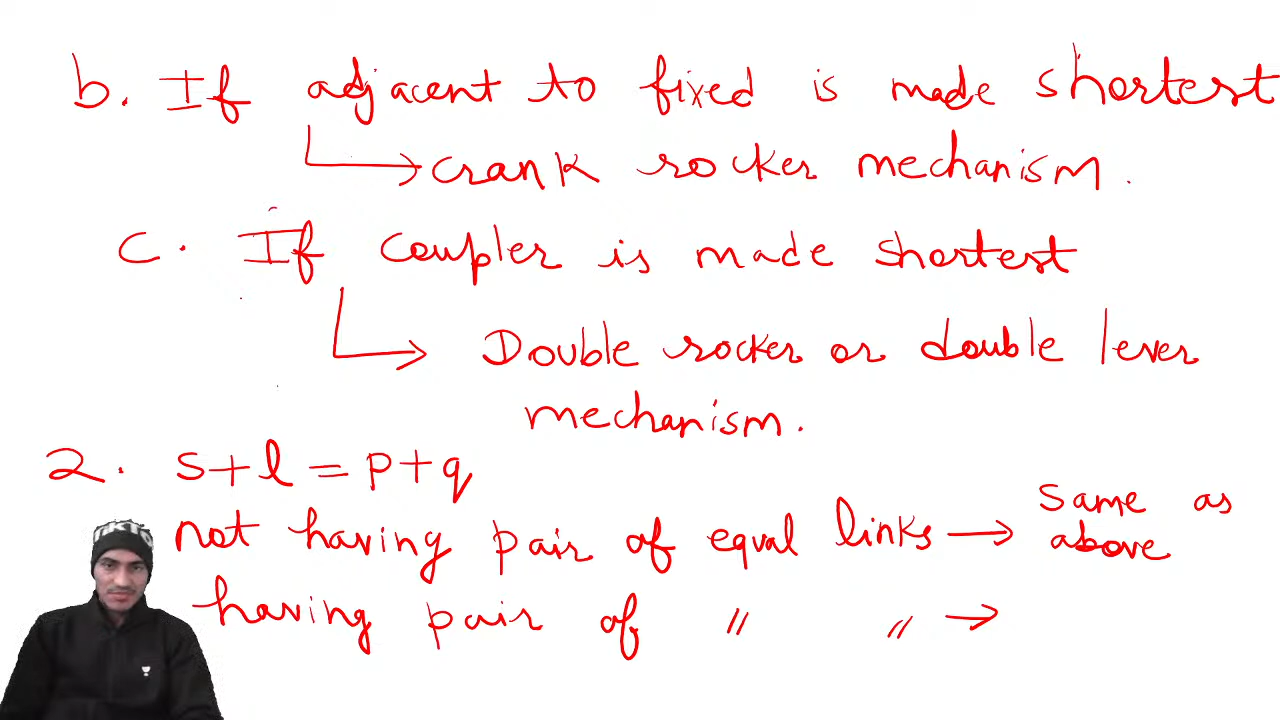 b. If adjacent to fixed is made shortest
→ crank rocker mechanism.
c. If coupler is made shortest
→ Double rocker or double lever
mechanism.
2. s+l = p+q
not having pair of equal links → same as
above
having pair of " " →